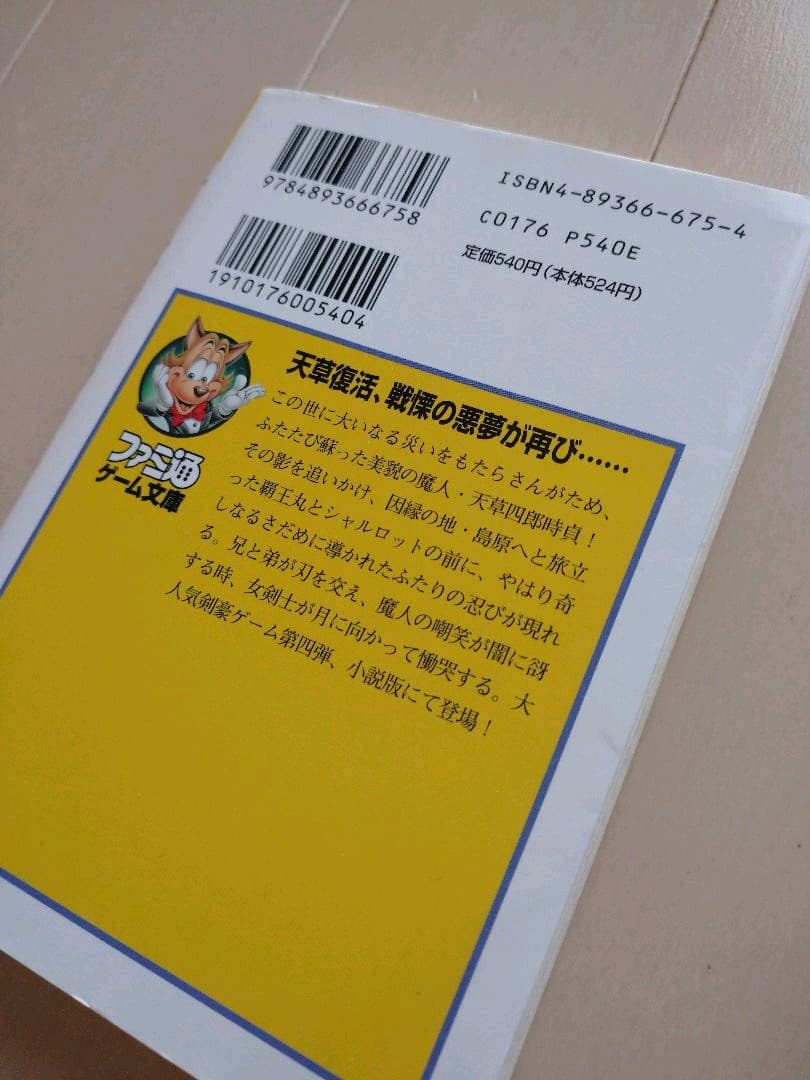 9784893666758
ISBN4-89366-675-4
C0176 P540E
定価540円(本体524円)
1910176005404
天草復活、戦慄の悪夢が再び……
この世に大いなる災いをもたらさんがため、
ふたたび蘇った美貌の魔人・天草四郎時貞！
その影を追いかけ、因縁の地・島原へと旅立
った覇王丸とシャルロットの前に、やはり奇
しなるさだめに導かれたふたりの忍びが現れ
る。兄と弟が刃を交え、魔人の嘲笑が闇に谺
する時、女剣士が月に向かって慟哭する。大
人気剣豪ゲーム第四弾、小説版にて登場！
ファミ通
ゲーム文庫